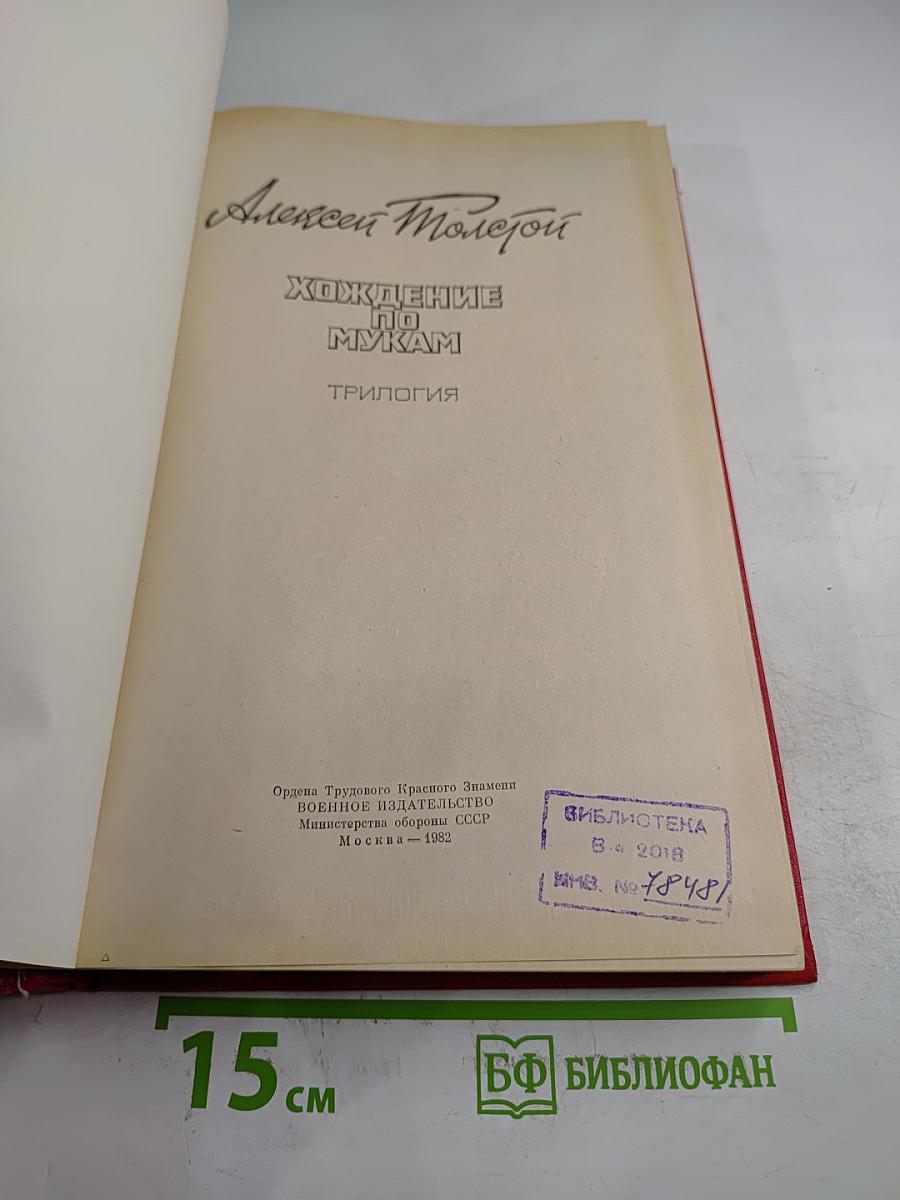 Алексей Толстой
ХОЖДЕНИЕ
ПО
МУКАМ
ТРИЛОГИЯ
Ордена Трудового Красного Знамени
ВОЕННОЕ ИЗДАТЕЛЬСТВО
Министерства обороны СССР
Москва — 1982
БИБЛИОТЕКА
В-ч 2018
ИНВ. № 78481
15 см
БФ БИБЛИОФАН